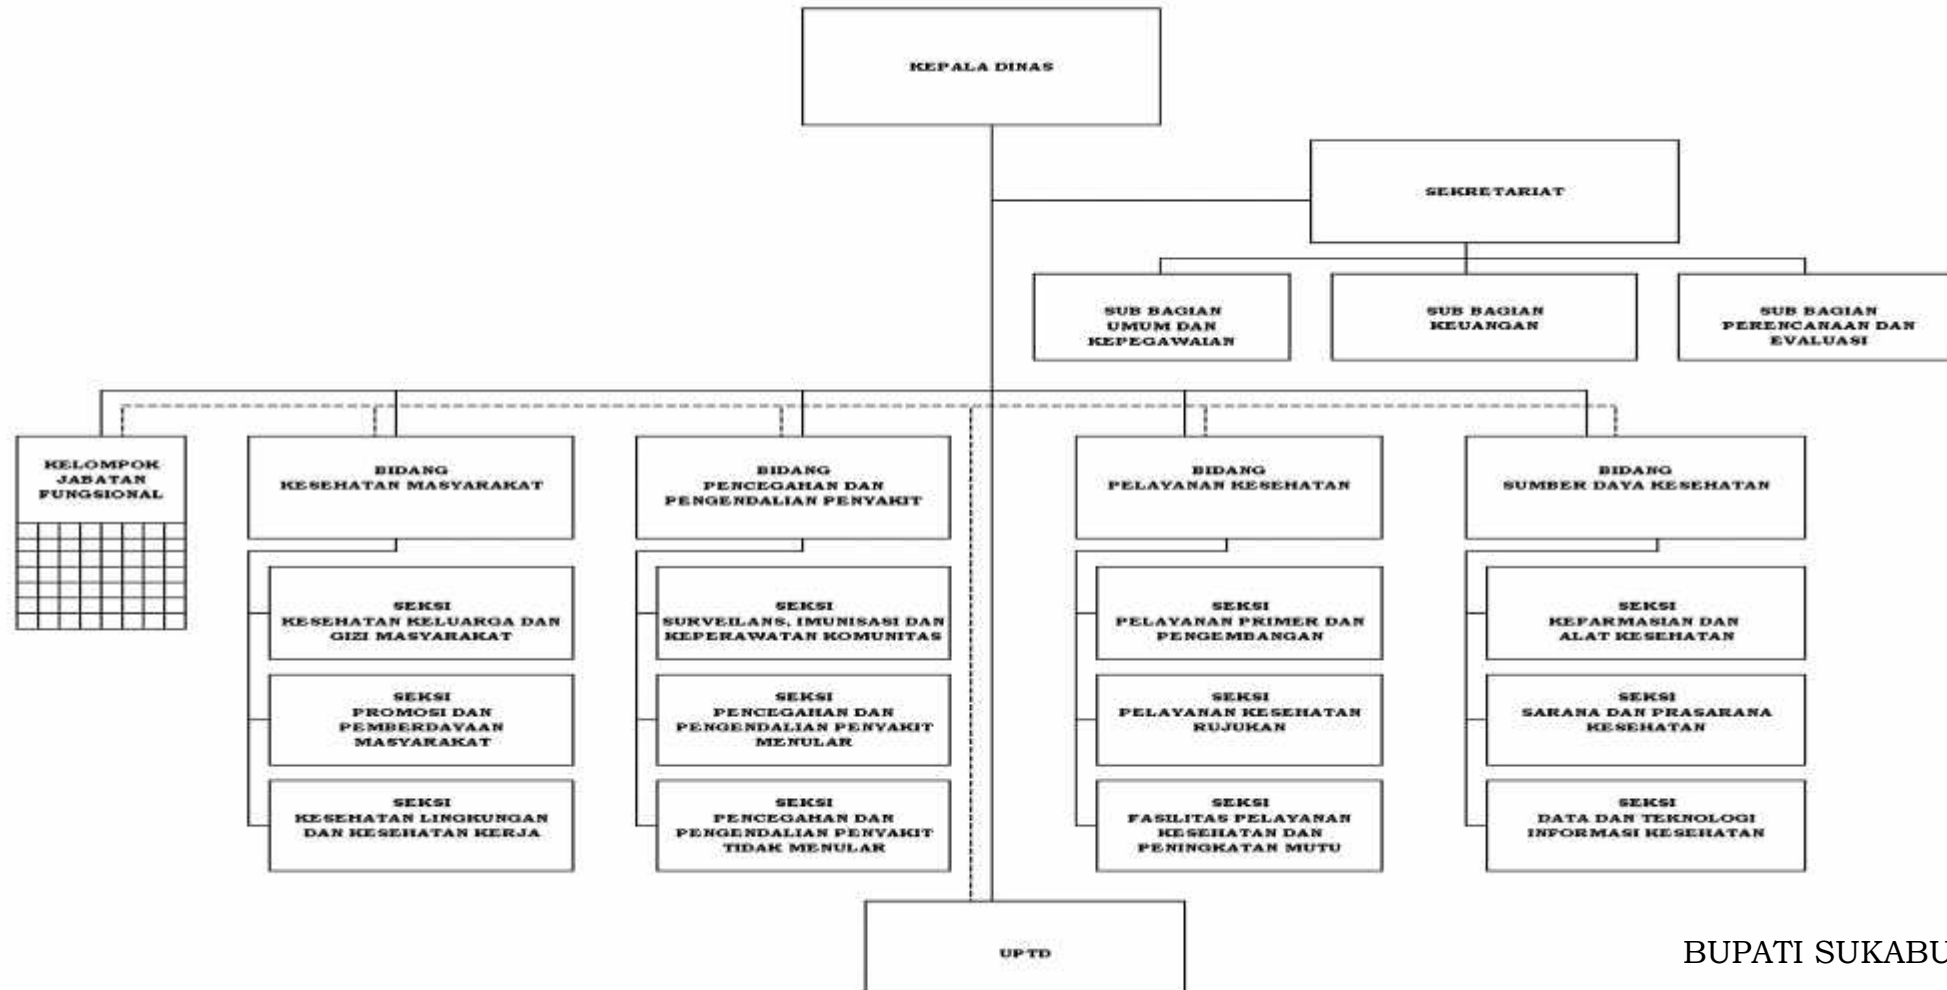 KEPALA DINAS
SEKRETARIAT
SUB BAGIAN
UMUM DAN
KEPEGAWAIAN
SUB BAGIAN
KEUANGAN
SUB BAGIAN
PERENCANAAN DAN
EVALUASI
KELOMPOK
JABATAN
FUNGSIONAL
BIDANG
KESEHATAN MASYARAKAT
BIDANG
PENCEGAHAN DAN
PENGENDALIAN PENYAKIT
BIDANG
PELAYANAN KESEHATAN
BIDANG
SUMBER DAYA KESEHATAN
SEKSI
KESEHATAN KELUARGA DAN
GIZI MASYARAKAT
SEKSI
SURVEILANS, IMUNISASI DAN
KEPERAWATAN KOMUNITAS
SEKSI
PELAYANAN PRIMER DAN
PENGEMBANGAN
SEKSI
KEFARMASIAN DAN
ALAT KESEHATAN
SEKSI
PROMOSI DAN
PEMBERDAYAAN
MASYARAKAT
SEKSI
PENCEGAHAN DAN
PENGENDALIAN PENYAKIT
MENULAR
SEKSI
PELAYANAN KESEHATAN
RUJUKAN
SEKSI
SARANA DAN PRASARANA
KESEHATAN
SEKSI
KESEHATAN LINGKUNGAN
DAN KESEHATAN KERJA
SEKSI
PENCEGAHAN DAN
PENGENDALIAN PENYAKIT
TIDAK MENULAR
SEKSI
FASILITAS PELAYANAN
KESEHATAN DAN
PENINGKATAN MUTU
SEKSI
DATA DAN TEKNOLOGI
INFORMASI KESEHATAN
UPTD
BUPATI SUKABU